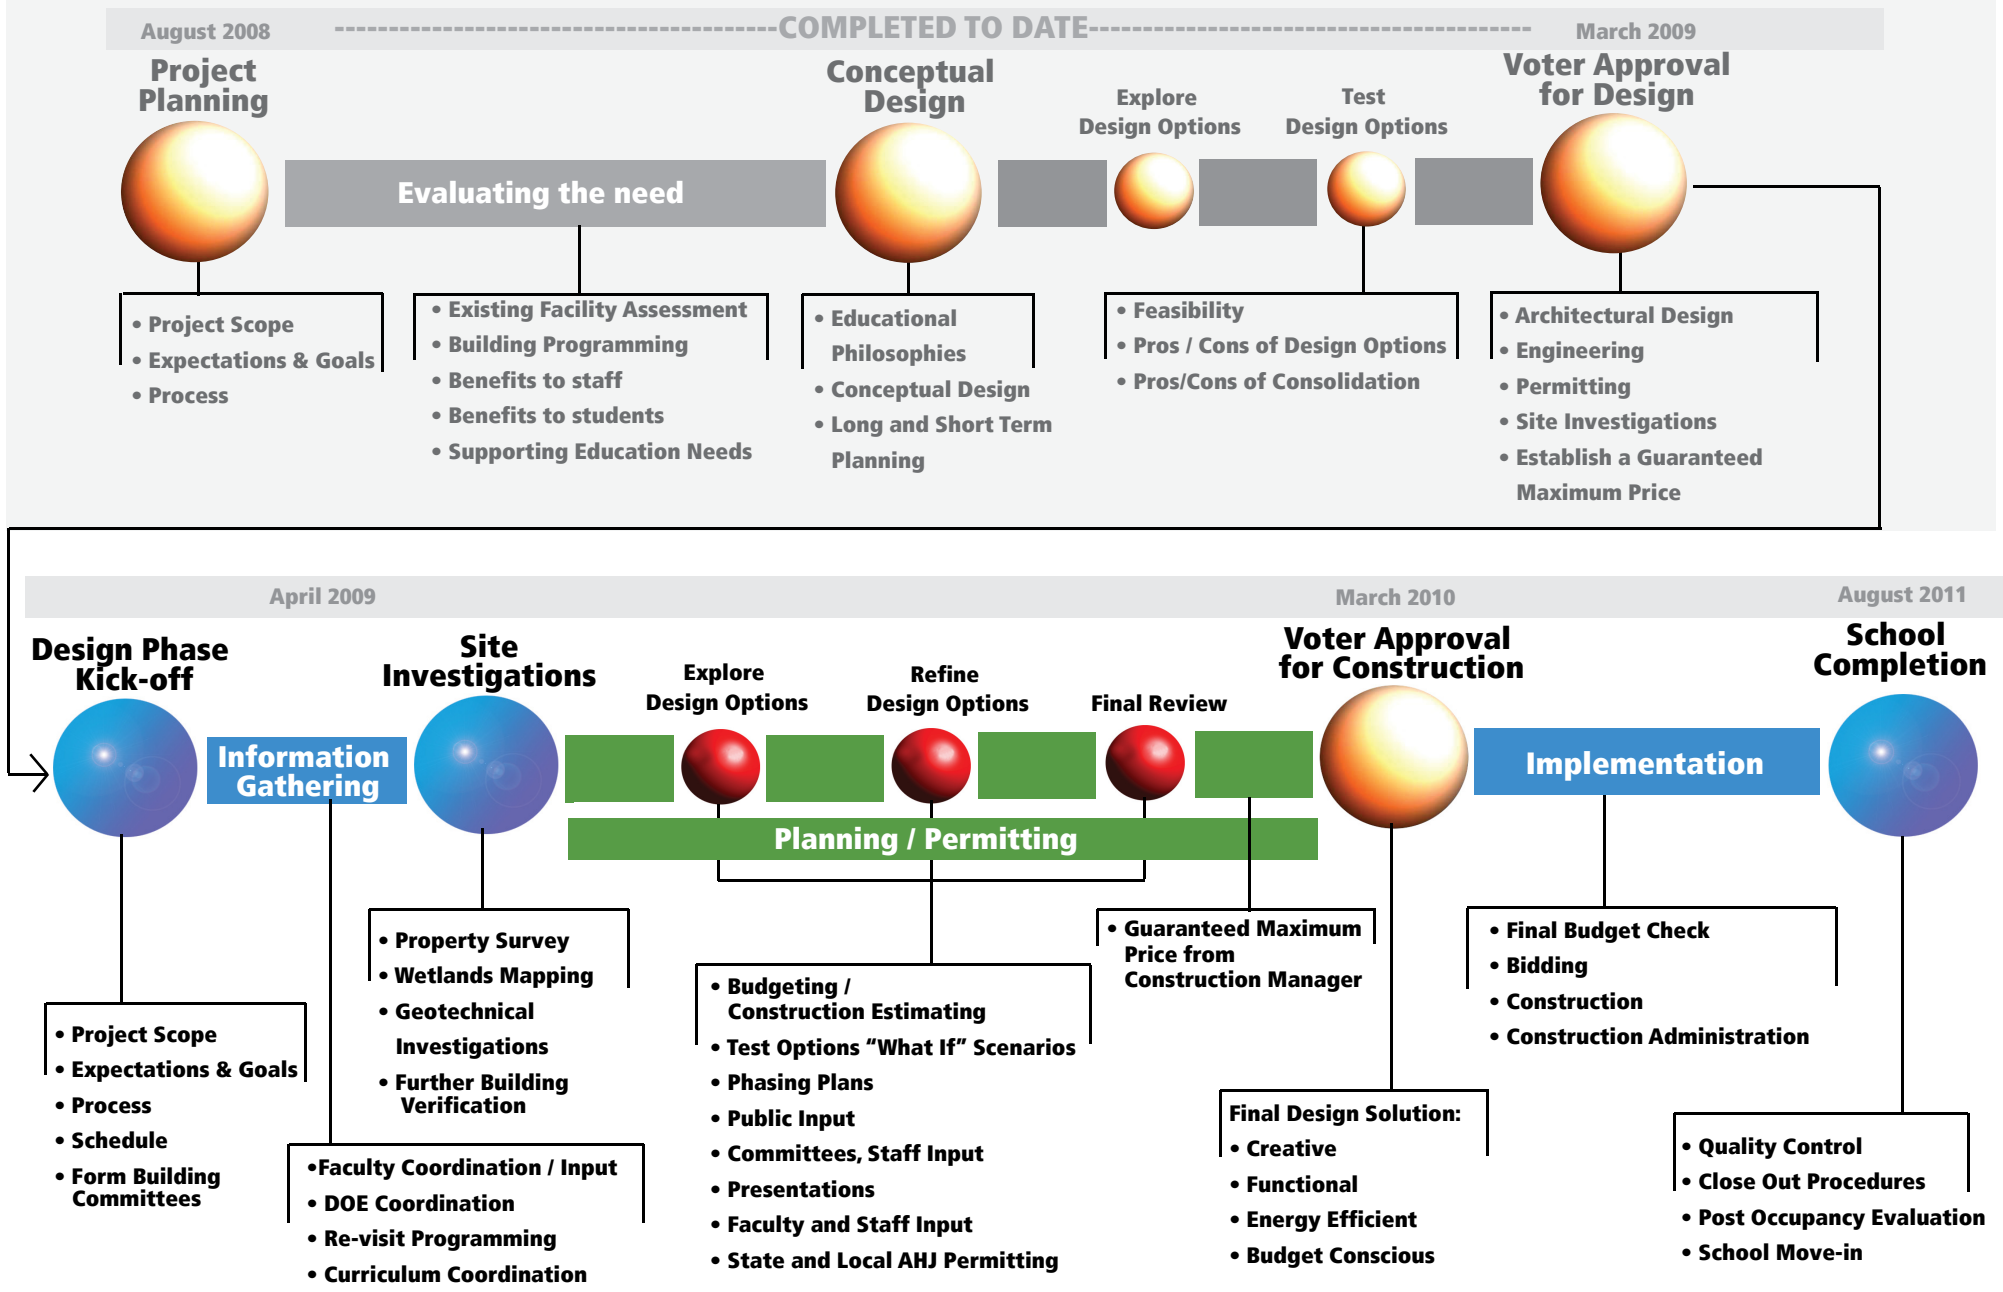 August 2008
----------------------------------------COMPLETED TO DATE----------------------------------------
March 2009
Project
Planning
Conceptual
Design
Explore
Design Options
Test
Design Options
Voter Approval
for Design
Evaluating the need
• Project Scope
• Expectations & Goals
• Process
• Existing Facility Assessment
• Building Programming
• Benefits to staff
• Benefits to students
• Supporting Education Needs
• Educational
Philosophies
• Conceptual Design
• Long and Short Term
Planning
• Feasibility
• Pros / Cons of Design Options
• Pros/Cons of Consolidation
• Architectural Design
• Engineering
• Permitting
• Site Investigations
• Establish a Guaranteed
Maximum Price
April 2009
March 2010
August 2011
Design Phase
Kick-off
Site
Investigations
Explore
Design Options
Refine
Design Options
Final Review
Voter Approval
for Construction
School
Completion
Information
Gathering
Implementation
Planning / Permitting
• Project Scope
• Expectations & Goals
• Process
• Schedule
• Form Building
Committees
•Faculty Coordination / Input
• DOE Coordination
• Re-visit Programming
• Curriculum Coordination
• Property Survey
• Wetlands Mapping
• Geotechnical
Investigations
• Further Building
Verification
• Budgeting /
Construction Estimating
• Test Options “What If” Scenarios
• Phasing Plans
• Public Input
• Committees, Staff Input
• Presentations
• Faculty and Staff Input
• State and Local AHJ Permitting
• Guaranteed Maximum
Price from
Construction Manager
Final Design Solution:
• Creative
• Functional
• Energy Efficient
• Budget Conscious
• Final Budget Check
• Bidding
• Construction
• Construction Administration
• Quality Control
• Close Out Procedures
• Post Occupancy Evaluation
• School Move-in